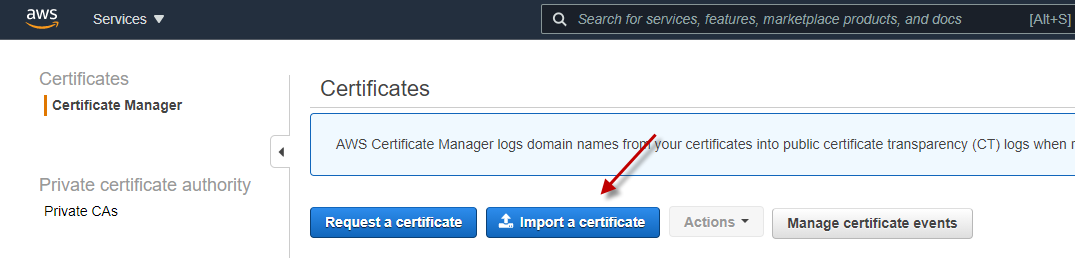 aws
Services
Search for services, features, marketplace products, and docs
[Alt+S]
Certificates
Certificate Manager
Private certificate authority
Private CAs
Certificates
AWS Certificate Manager logs domain names from your certificates into public certificate transparency (CT) logs when
Request a certificate
Import a certificate
Actions
Manage certificate events